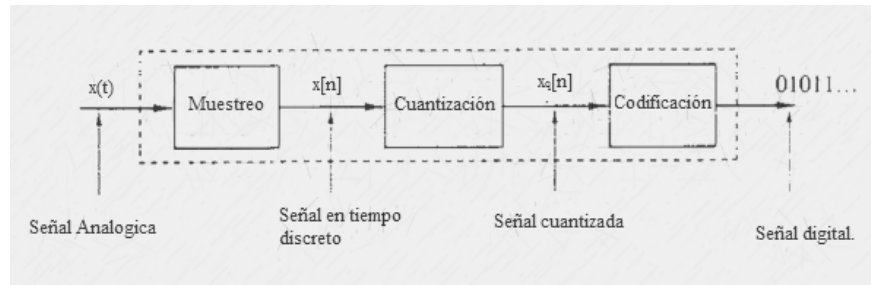 x(t)
Muestreo
x[n]
Cuantización
xq[n]
Codificación
01011...
Señal Analogica
Señal en tiempo
discreto
Señal cuantizada
Señal digital.